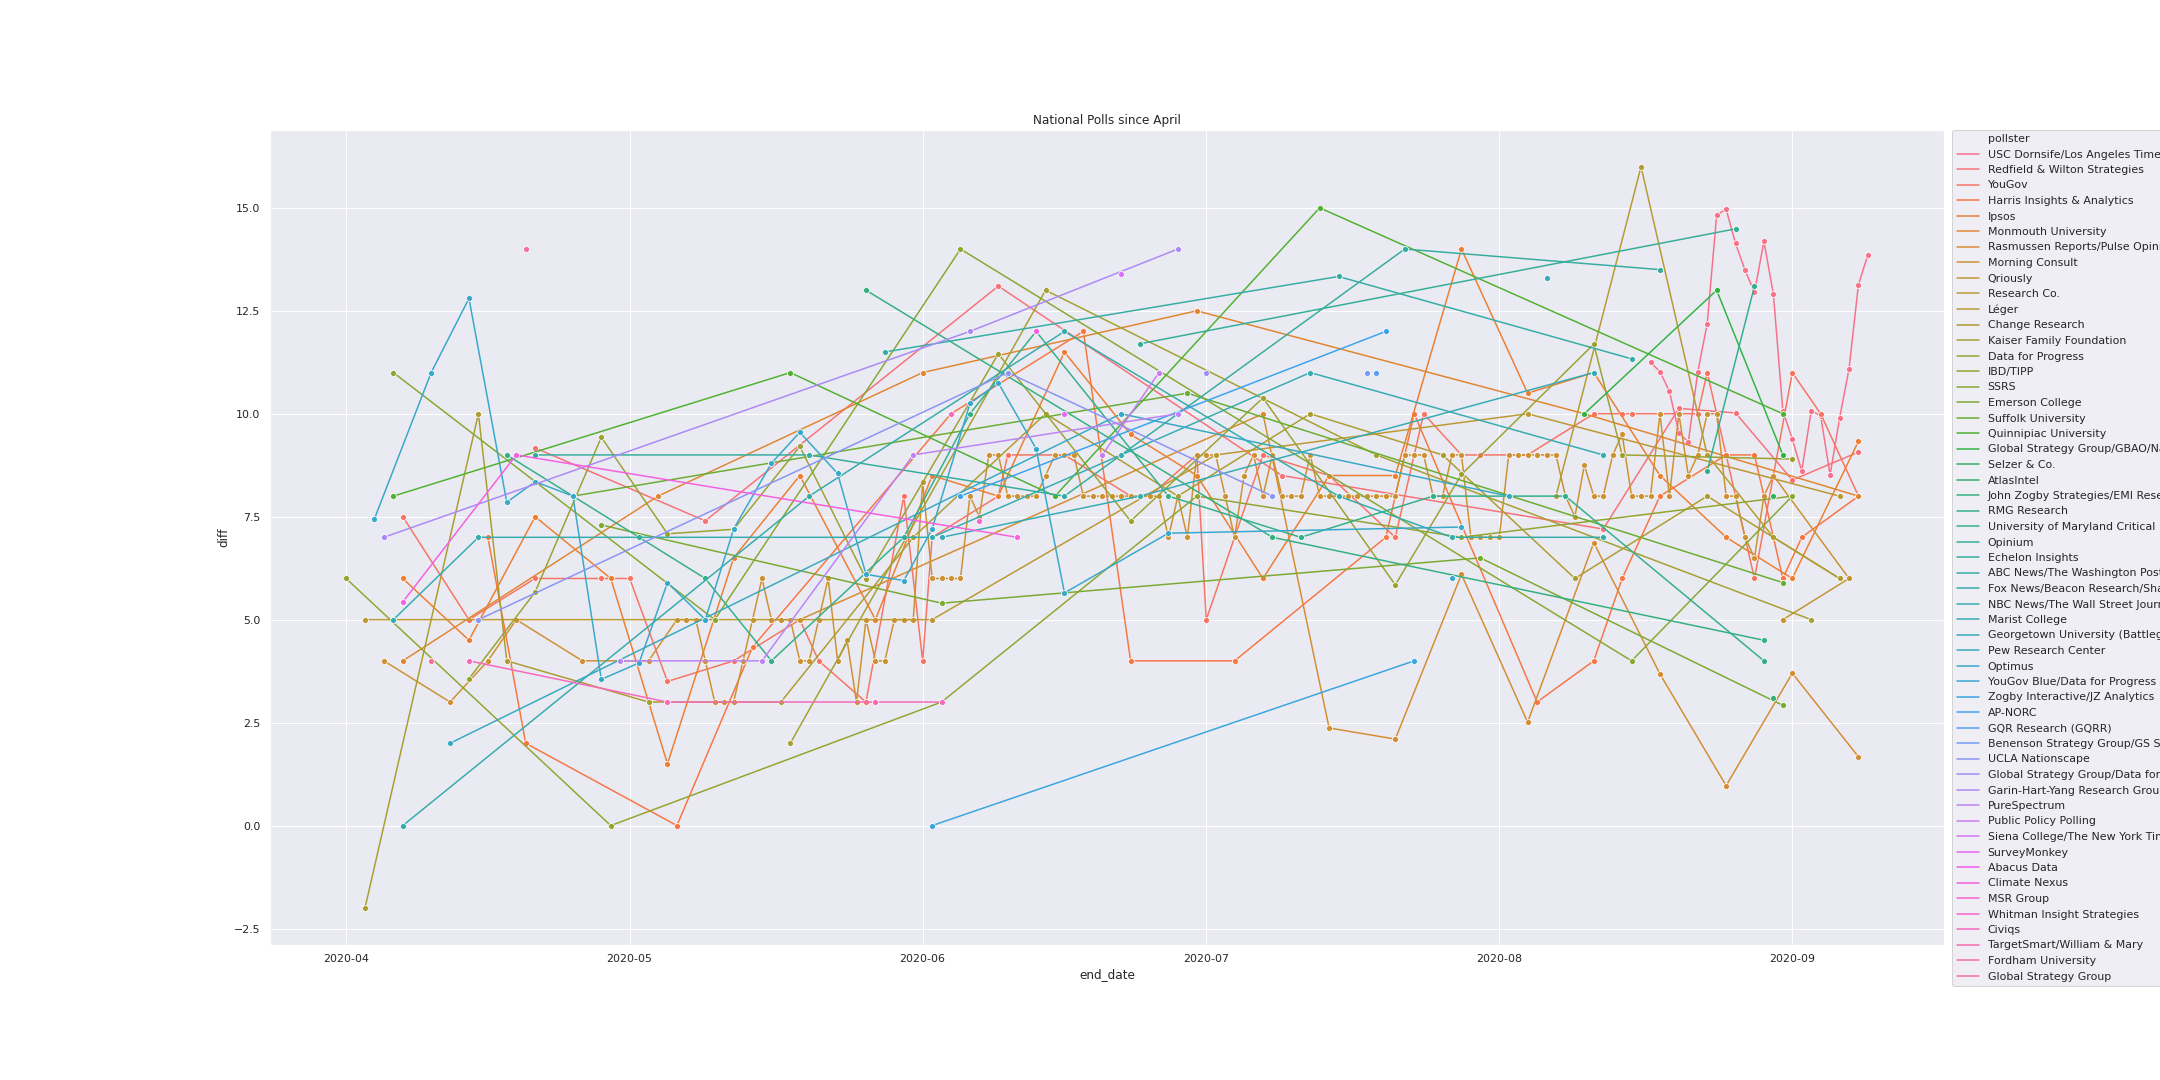 National Polls since April
15.0
12.5
10.0
7.5
5.0
2.5
0.0
−2.5
diff
2020-04
2020-05
2020-06
2020-07
2020-08
2020-09
end_date
pollster
USC Dornsife/Los Angeles Time
Redfield & Wilton Strategies
YouGov
Harris Insights & Analytics
Ipsos
Monmouth University
Rasmussen Reports/Pulse Opin
Morning Consult
Qriously
Research Co.
Léger
Change Research
Kaiser Family Foundation
Data for Progress
IBD/TIPP
SSRS
Emerson College
Suffolk University
Quinnipiac University
Global Strategy Group/GBAO/Na
Selzer & Co.
AtlasIntel
John Zogby Strategies/EMI Rese
RMG Research
University of Maryland Critical
Opinium
Echelon Insights
ABC News/The Washington Post
Fox News/Beacon Research/Sha
NBC News/The Wall Street Journ
Marist College
Georgetown University (Battleg
Pew Research Center
Optimus
YouGov Blue/Data for Progress
Zogby Interactive/JZ Analytics
AP-NORC
GQR Research (GQRR)
Benenson Strategy Group/GS S
UCLA Nationscape
Global Strategy Group/Data for
Garin-Hart-Yang Research Grou
PureSpectrum
Public Policy Polling
Siena College/The New York Tim
SurveyMonkey
Abacus Data
Climate Nexus
MSR Group
Whitman Insight Strategies
Civiqs
TargetSmart/William & Mary
Fordham University
Global Strategy Group